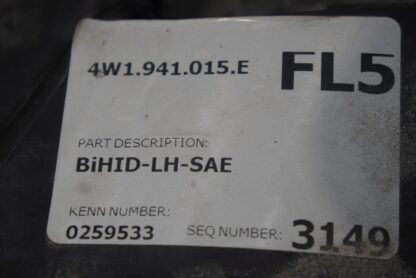 4W1.941.015.E FL5
PART DESCRIPTION:
BiHID-LH-SAE
KENN NUMBER:
0259533 SEQ NUMBER: 3149